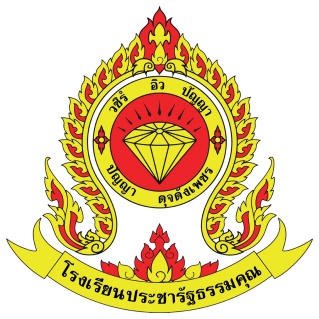 วชิรํ อิว ปัญฺญา
ปัญญา ดุจดั่งเพชร
โรงเรียนประชารัฐธรรมคุณ